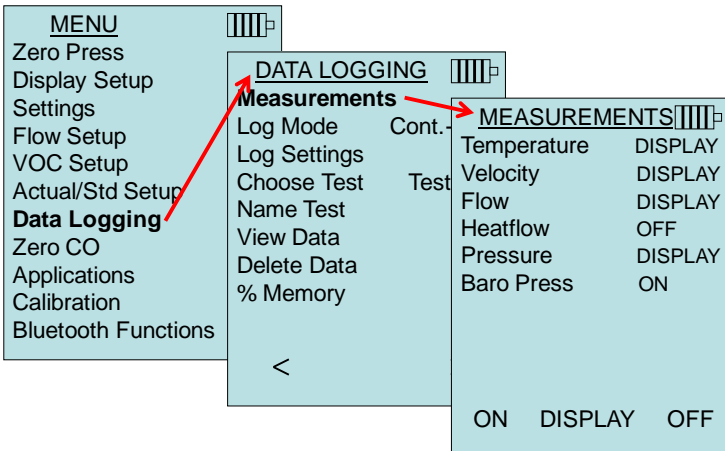 MENU
Zero Press
Display Setup
Settings
Flow Setup
VOC Setup
Actual/Std Setup
Data Logging
Zero CO
Applications
Calibration
Bluetooth Functions
DATA LOGGING
Measurements
Log Mode Cont.-
Log Settings
Choose Test Test
Name Test
View Data
Delete Data
% Memory
<
MEASUREMENTS
Temperature DISPLAY
Velocity DISPLAY
Flow DISPLAY
Heatflow OFF
Pressure DISPLAY
Baro Press ON
ON DISPLAY OFF